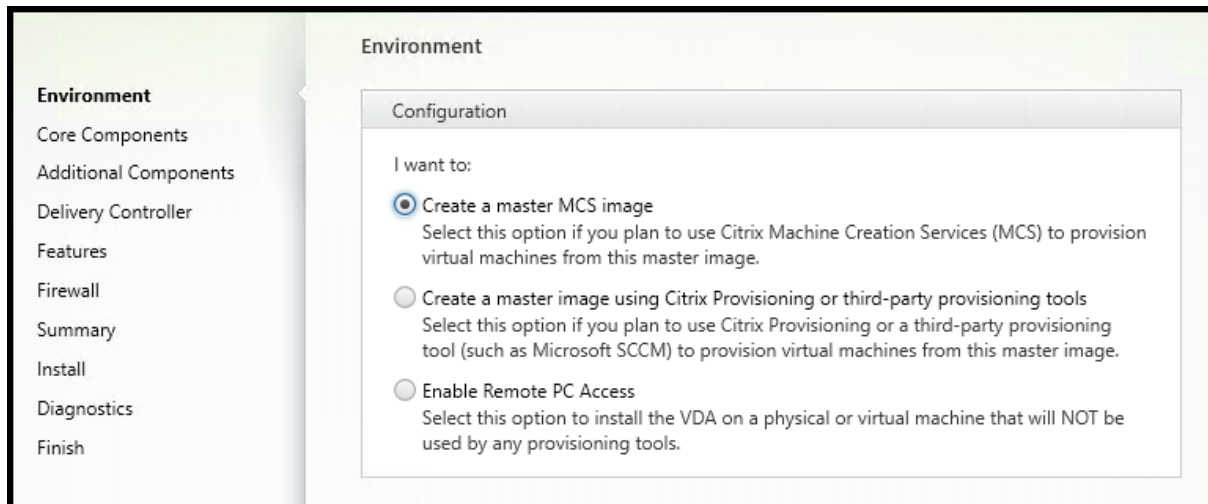 Environment
Core Components
Additional Components
Delivery Controller
Features
Firewall
Summary
Install
Diagnostics
Finish
Environment
Configuration
I want to:
Create a master MCS image
Select this option if you plan to use Citrix Machine Creation Services (MCS) to provision
virtual machines from this master image.
Create a master image using Citrix Provisioning or third-party provisioning tools
Select this option if you plan to use Citrix Provisioning or a third-party provisioning
tool (such as Microsoft SCCM) to provision virtual machines from this master image.
Enable Remote PC Access
Select this option to install the VDA on a physical or virtual machine that will NOT be
used by any provisioning tools.